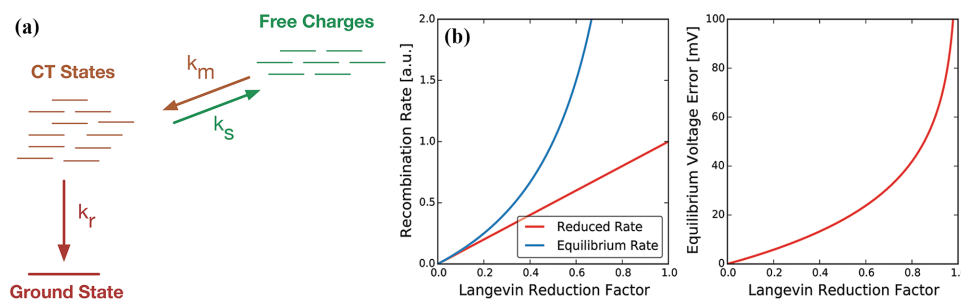 (a)
Free Charges
CT States
k_m
k_s
k_r
Ground State
(b)
Recombination Rate [a.u.]
2.0
1.5
1.0
0.5
0.0
0.0 0.2 0.4 0.6 0.8 1.0
Langevin Reduction Factor
Reduced Rate
Equilibrium Rate
Equilibrium Voltage Error [mV]
100
80
60
40
20
0
0.0 0.2 0.4 0.6 0.8 1.0
Langevin Reduction Factor